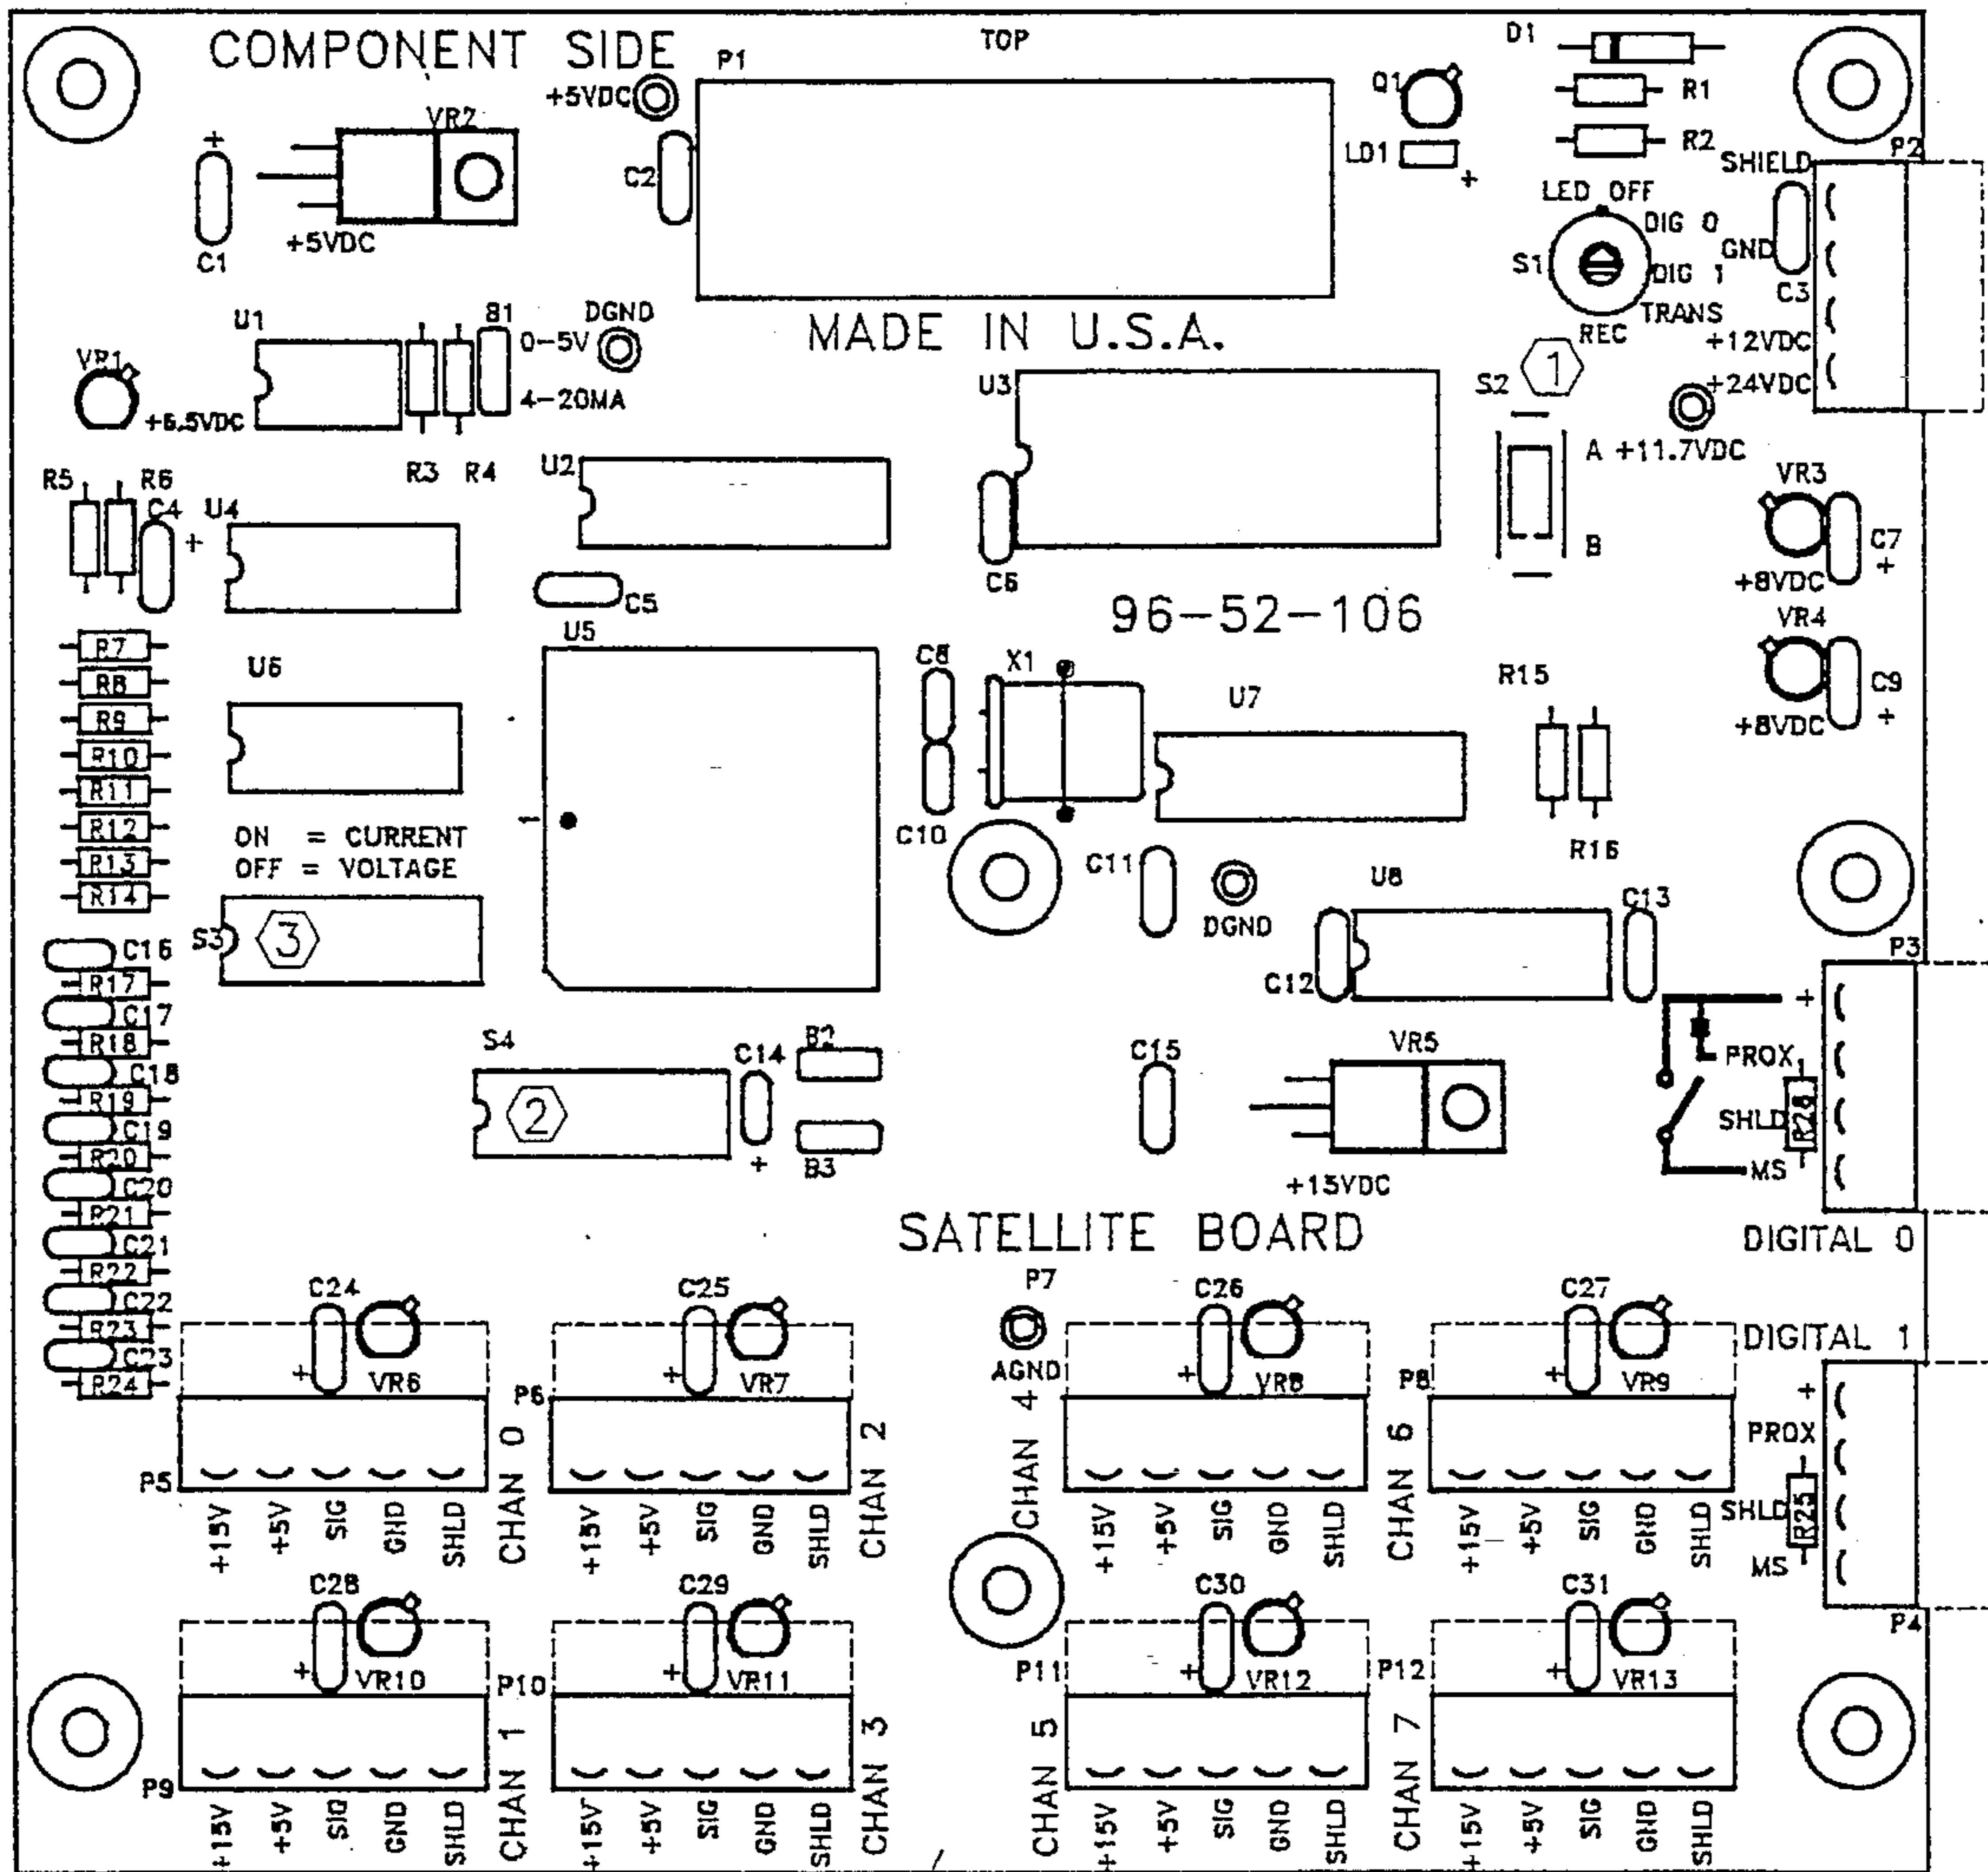 COMPONENT SIDE
TOP
D1
P1
+5VDC
Q1
R1
VR2
+
C2
LD1
+
R2
P2
SHIELD
LED OFF
DIG 0
GND
S1
DIG 1
C3
TRANS
REC
+12VDC
+24VDC
+5VDC
C1
U1
B1
DGND
0-5V
4-20MA
MADE IN U.S.A.
VR1
+6.5VDC
U3
S2
1
A
+11.7VDC
B
R3
R4
U2
VR3
R5
R6
C4
+
U4
C7
+
+8VDC
C6
C5
96-52-106
VR4
R7
U5
R8
U6
C8
X1
U7
R15
C9
+
+8VDC
R9
R10
R11
R12
ON = CURRENT
OFF = VOLTAGE
1
C10
R16
R13
R14
C11
U8
DGND
C13
S3
3
C12
P3
C16
R17
C17
R18
S4
C14
B2
C15
VR5
+
PROX
C18
R19
2
SHLD
R26
C19
R20
+
B3
MS
C20
+15VDC
R21
SATELLITE BOARD
DIGITAL 0
C21
R22
C24
C25
P7
C26
C27
C22
R23
DIGITAL 1
C23
R24
+
VR6
P6
+
VR7
AGND
+
VR8
P8
+
VR9
+
PROX
P5
CHAN 0
CHAN 2
CHAN 4
CHAN 6
SHLD
R25
MS
+15V +5V SIG GND SHLD
+15V +5V SIG GND SHLD
+15V +5V SIG GND SHLD
+15V +5V SIG GND SHLD
C28
C29
C30
C31
P4
+
VR10
P10
+
VR11
P11
+
VR12
P12
+
VR13
P9
CHAN 1
CHAN 3
CHAN 5
CHAN 7
+15V +5V SIG GND SHLD
+15V +5V SIG GND SHLD
+15V +5V SIG GND SHLD
+15V +5V SIG GND SHLD